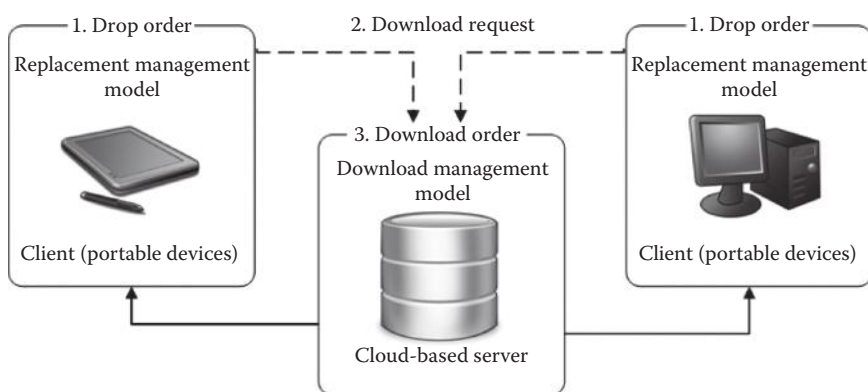 1. Drop order
Replacement management
model
Client (portable devices)
2. Download request
3. Download order
Download management
model
Cloud-based server
1. Drop order
Replacement management
model
Client (portable devices)